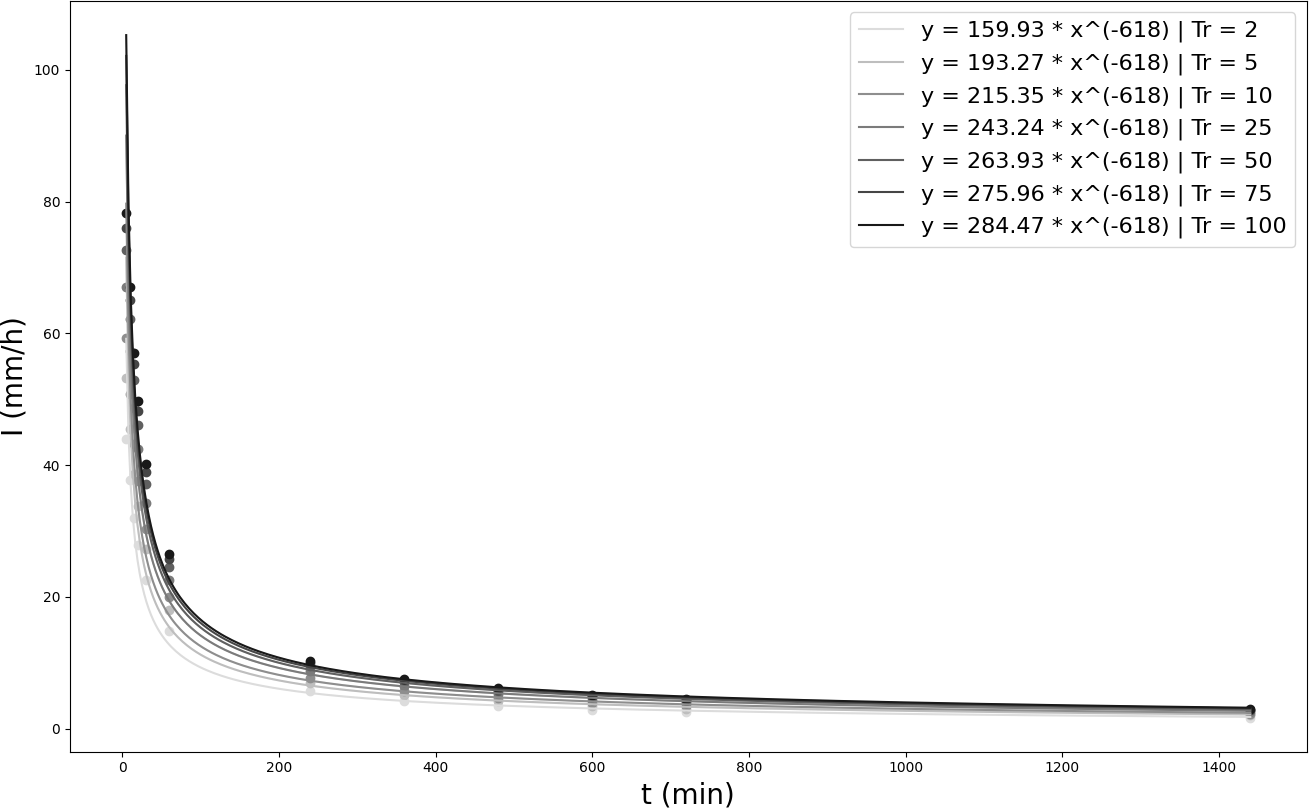 y = 159.93 * x^(-618) | Tr = 2
y = 193.27 * x^(-618) | Tr = 5
y = 215.35 * x^(-618) | Tr = 10
y = 243.24 * x^(-618) | Tr = 25
y = 263.93 * x^(-618) | Tr = 50
y = 275.96 * x^(-618) | Tr = 75
y = 284.47 * x^(-618) | Tr = 100
I (mm/h)
100
80
60
40
20
0
0 200 400 600 800 1000 1200 1400
t (min)